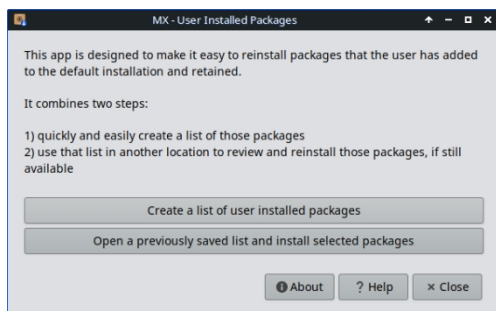 MX - User Installed Packages
This app is designed to make it easy to reinstall packages that the user has added
to the default installation and retained.
It combines two steps:
1) quickly and easily create a list of those packages
2) use that list in another location to review and reinstall those packages, if still
available
Create a list of user installed packages
Open a previously saved list and install selected packages
About ? Help × Close